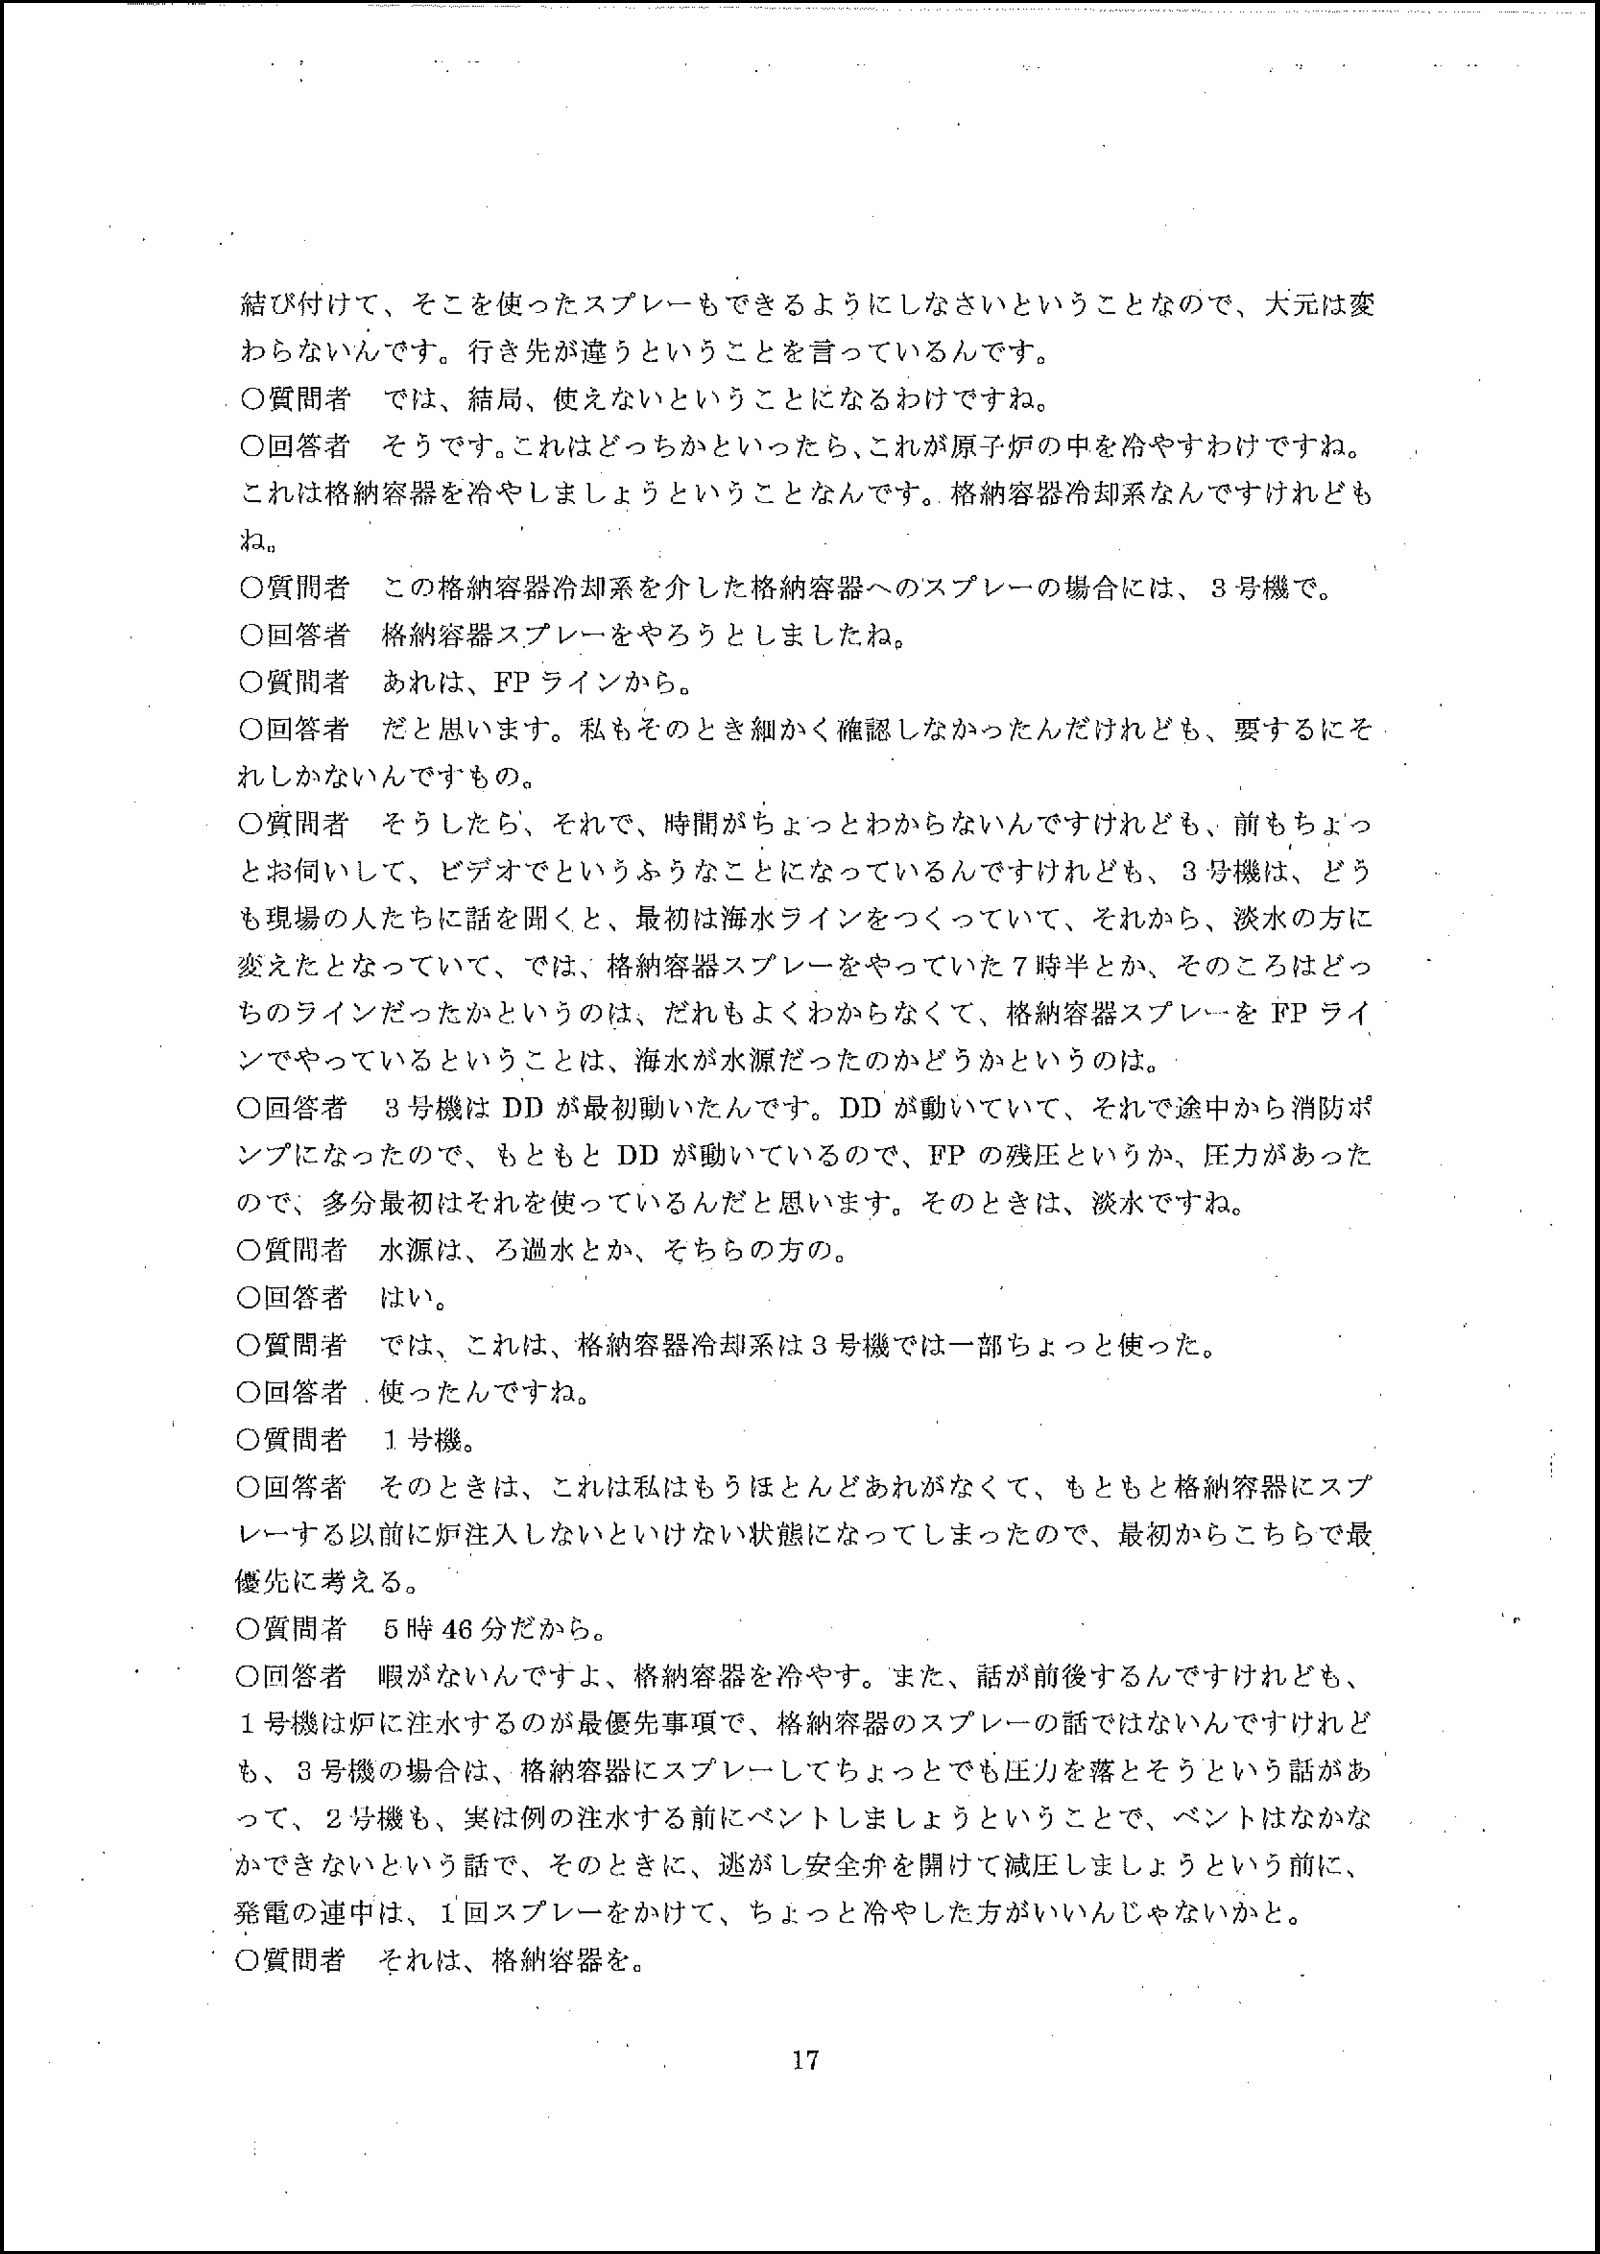 結び付けて、そこを使ったスプレーもできるようにしなさいということなので、大元は変
わらないんです。行き先が違うということを言っているんです。
○質問者　では、結局、使えないということになるわけですね。
○回答者　そうです。これはどっちかといったら、これが原子炉の中を冷やすわけですね。
これは格納容器を冷やしましょうということなんです。格納容器冷却系なんですけれども
ね。
○質問者　この格納容器冷却系を介した格納容器へのスプレーの場合には、３号機で。
○回答者　格納容器スプレーをやろうとしましたね。
○質問者　あれは、FP ラインから。
○回答者　だと思います。私もそのとき細かく確認しなかったんだけれども、要するにそ
れしかないんですもの。
○質問者　そうしたら、それで、時間がちょっとわからないんですけれども、前もちょっ
とお伺いして、ビデオでというふうなことになっているんですけれども、３号機は、どう
も現場の人たちに話を聞くと、最初は海水ラインをつくっていて、それから、淡水の方に
変えたとなっていて、では、格納容器スプレーをやっていた７時半とか、そのころはどっ
ちのラインだったかというのは、だれもよくわからなくて、格納容器スプレーを FP ライ
ンでやっているということは、海水が水源だったのかどうかというのは。
○回答者　３号機は DD が最初動いたんです。DD が動いていて、それで途中から消防ポ
ンプになったので、もともと DD が動いているので、FP の残圧というか、圧力があった
ので、多分最初はそれを使っているんだと思います。そのときは、淡水ですね。
○質問者　水源は、ろ過水とか、そちらの方の。
○回答者　はい。
○質問者　では、これは、格納容器冷却系は３号機では一部ちょっと使った。
○回答者　使ったんですね。
○質問者　１号機。
○回答者　そのときは、これは私はもうほとんどあれがなくて、もともと格納容器にスプ
レーする以前に炉注入しないといけない状態になってしまったので、最初からこちらで最
優先に考える。
○質問者　５時 46 分だから。
○回答者　暇がないんですよ、格納容器を冷やす。また、話が前後するんですけれども、
１号機は炉に注水するのが最優先事項で、格納容器のスプレーの話ではないんですけれど
も、３号機の場合は、格納容器にスプレーしてちょっとでも圧力を落とそうという話があ
って、２号機も、実は例の注水する前にベントしましょうということで、ベントはなかな
かできないという話で、そのときに、逃がし安全弁を開けて減圧しましょうという前に、
発電の連中は、１回スプレーをかけて、ちょっと冷やした方がいいんじゃないかと。
○質問者　それは、格納容器を。
17